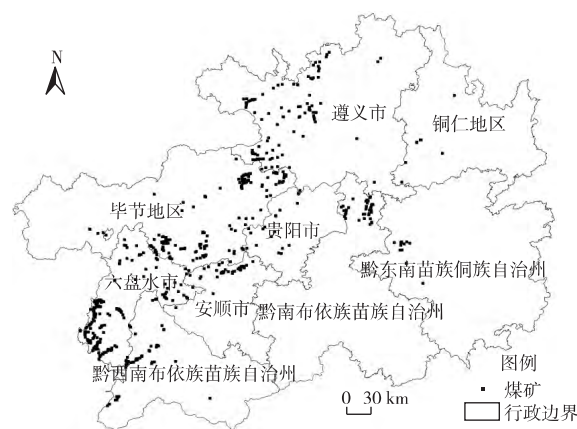 N
遵义市
铜仁地区
毕节地区
贵阳市
黔东南苗族侗族自治州
六盘水市
安顺市
黔南布依族苗族自治州
黔西南布依族苗族自治州
图例
煤矿
行政边界
0 30 km